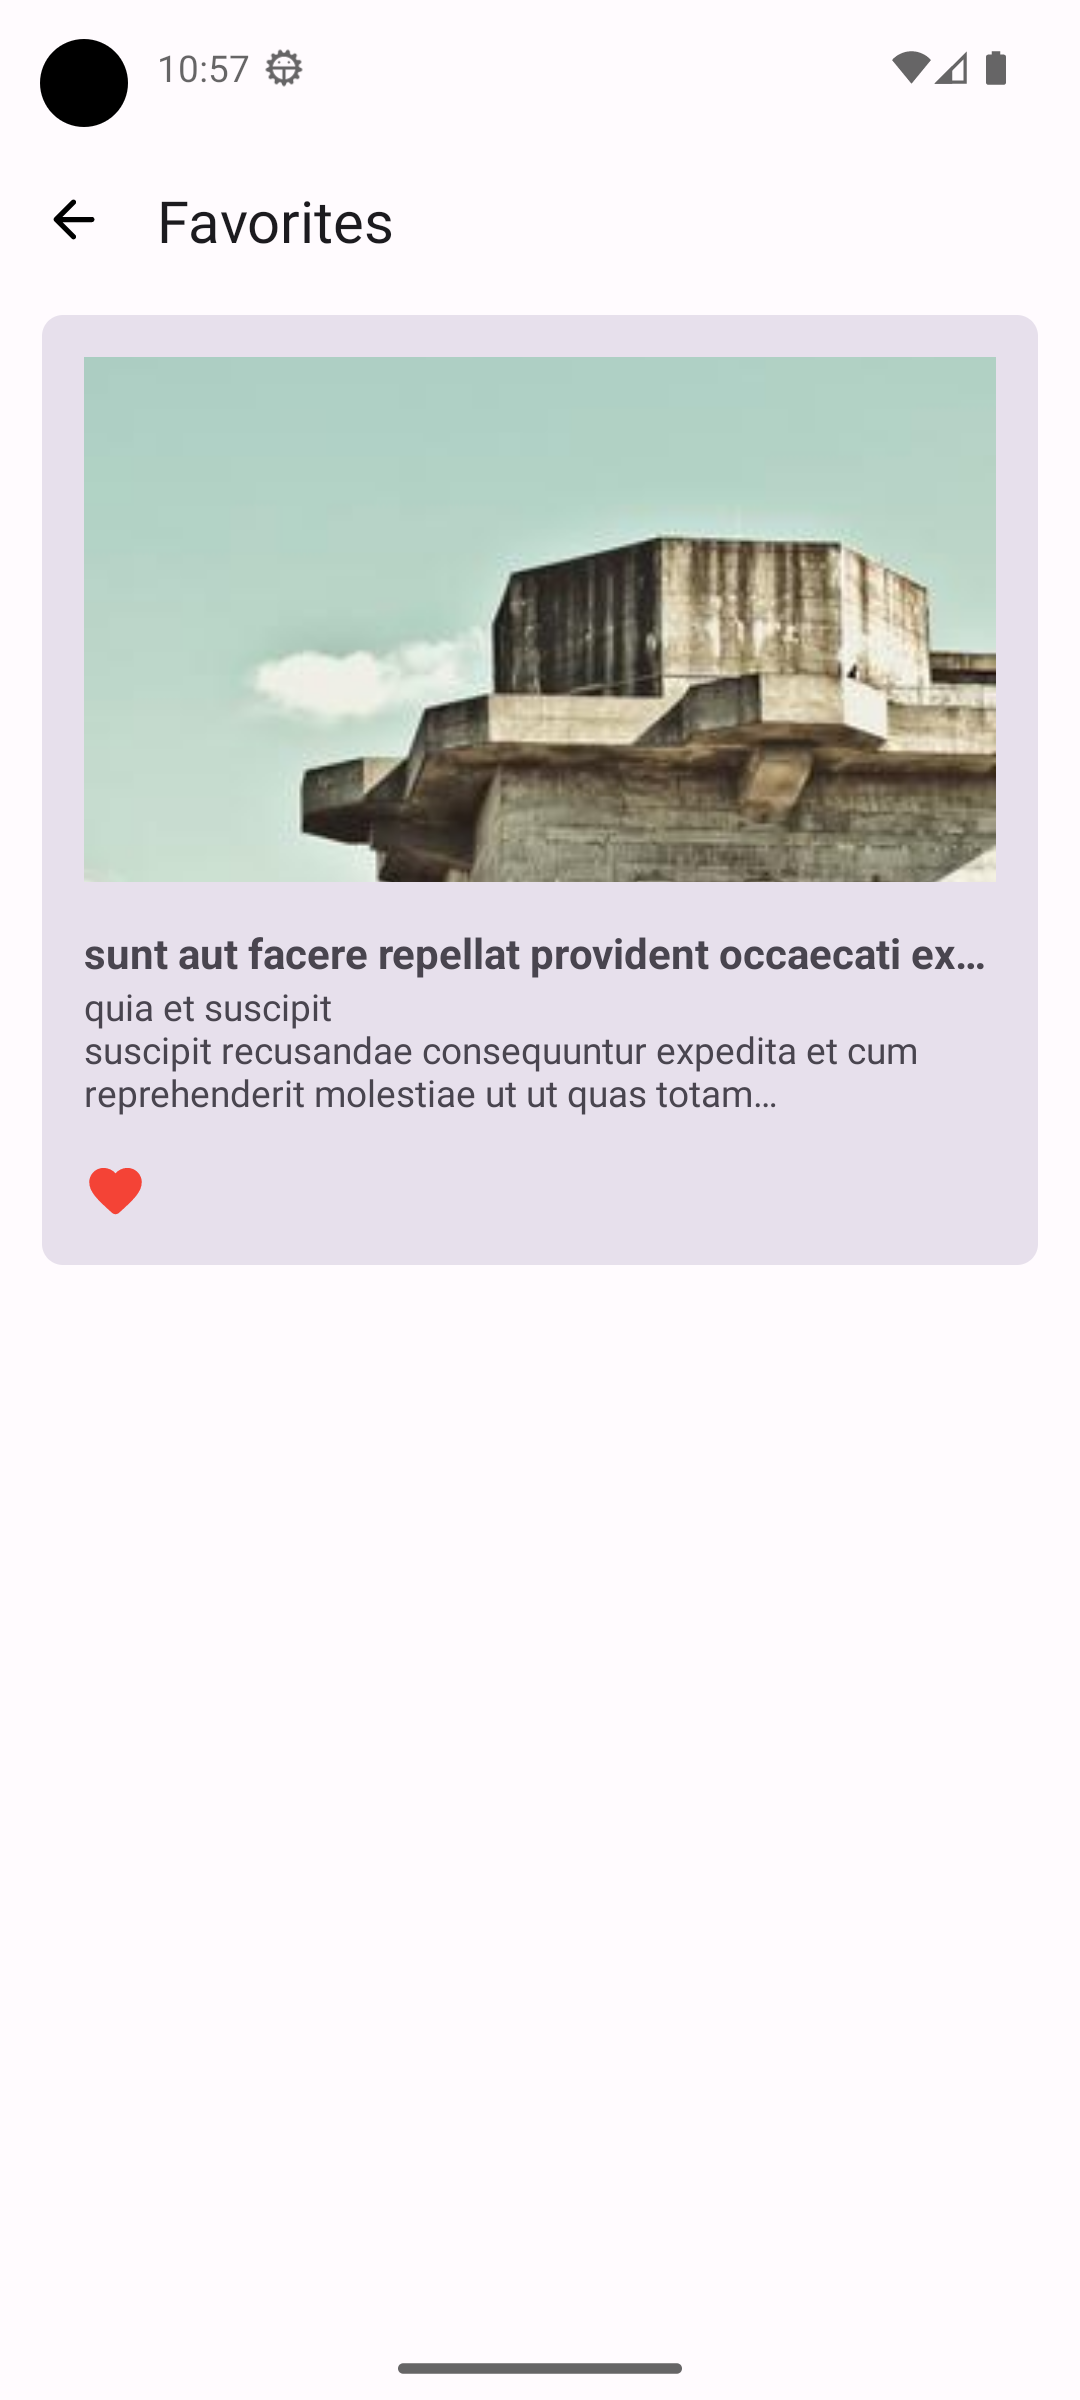 10:57
Favorites
sunt aut facere repellat provident occaecati ex…
quia et suscipit
suscipit recusandae consequuntur expedita et cum
reprehenderit molestiae ut ut quas totam…